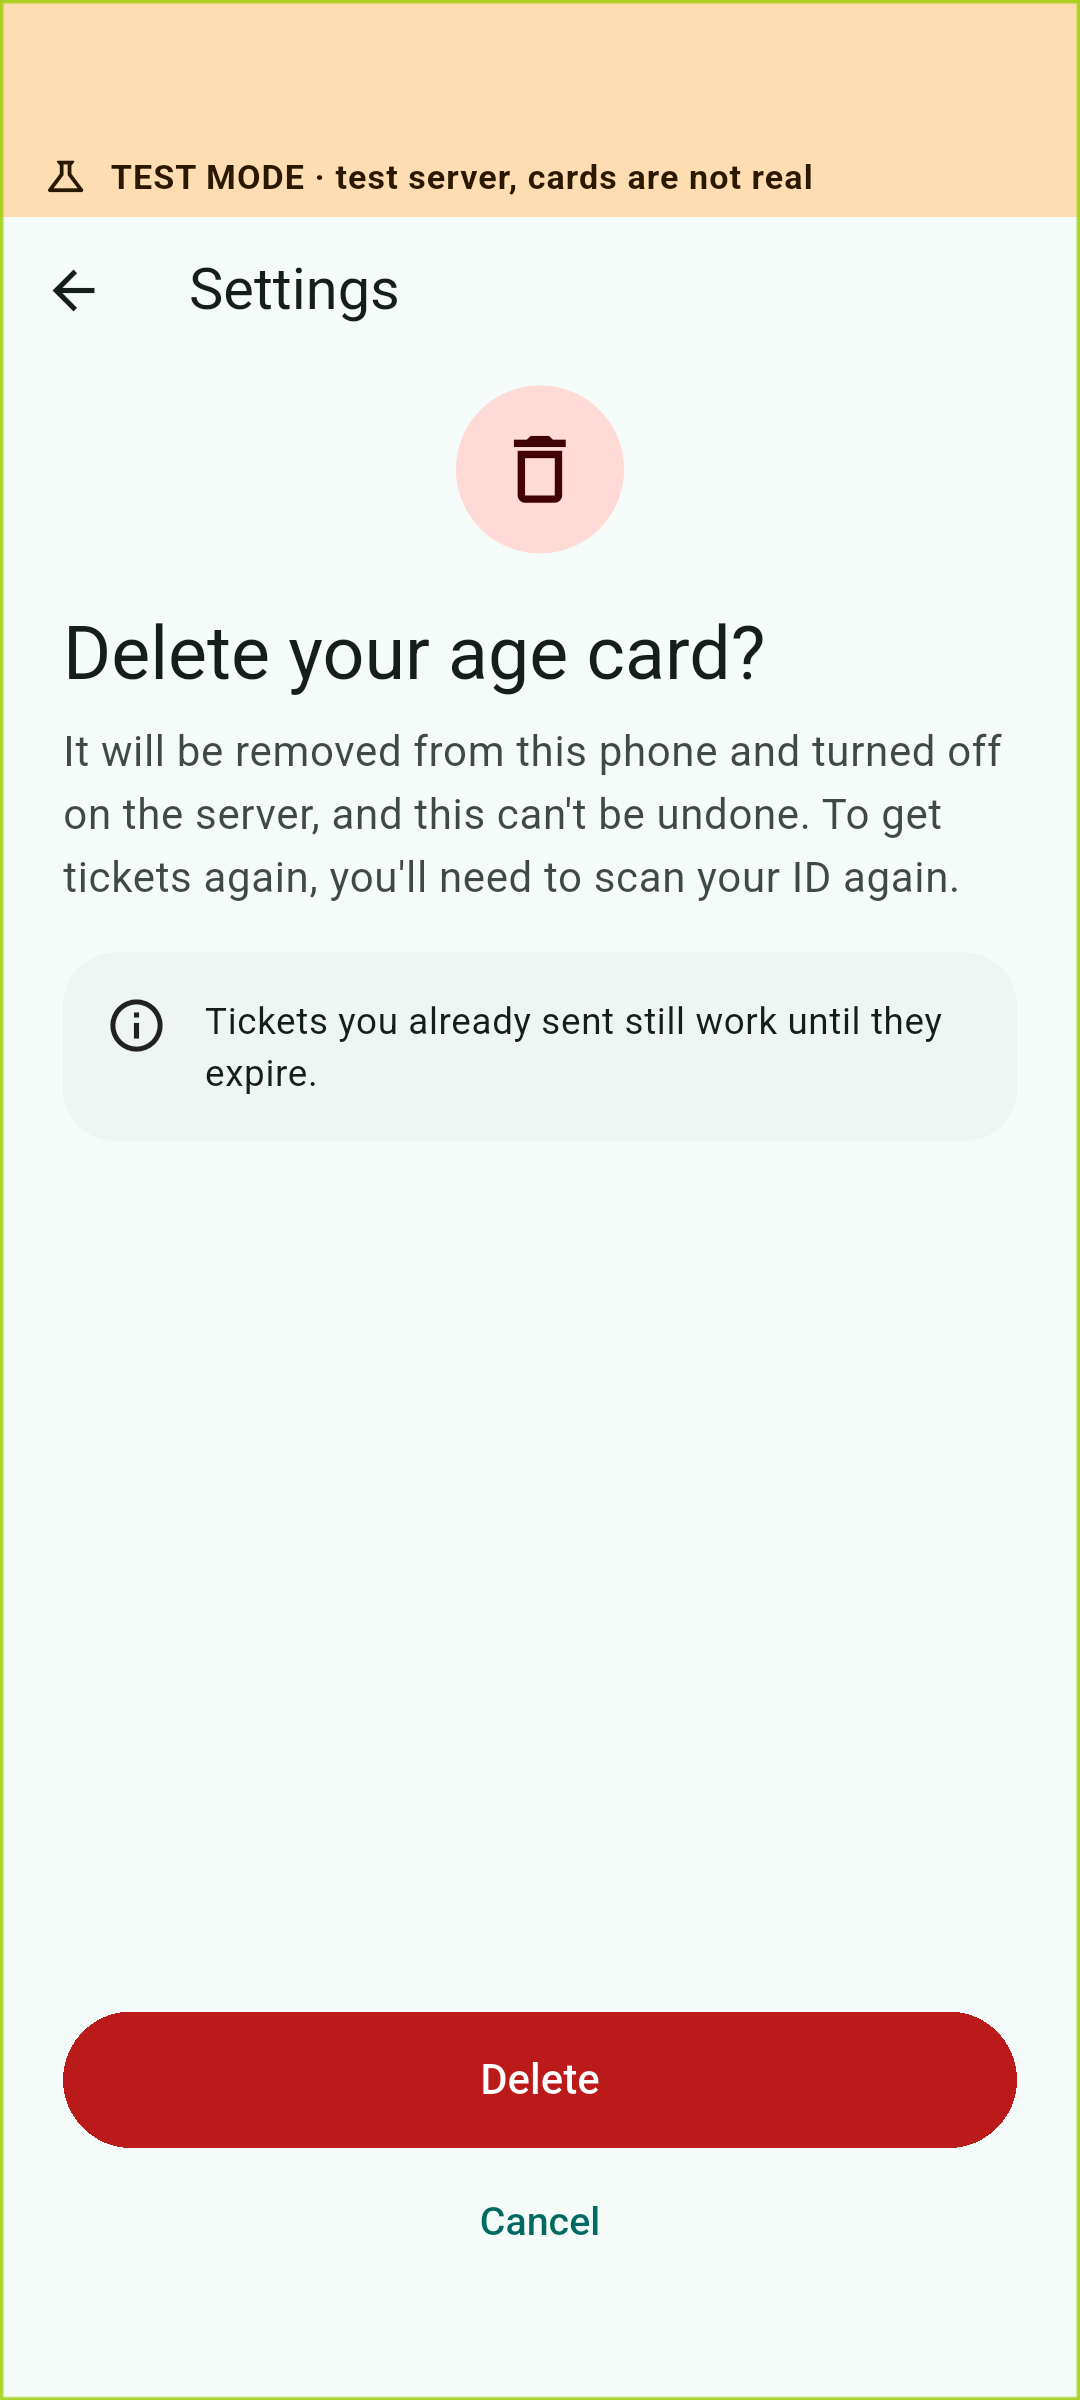 TEST MODE · test server, cards are not real
Settings
Delete your age card?
It will be removed from this phone and turned off
on the server, and this can't be undone. To get
tickets again, you'll need to scan your ID again.
Tickets you already sent still work until they
expire.
Delete
Cancel